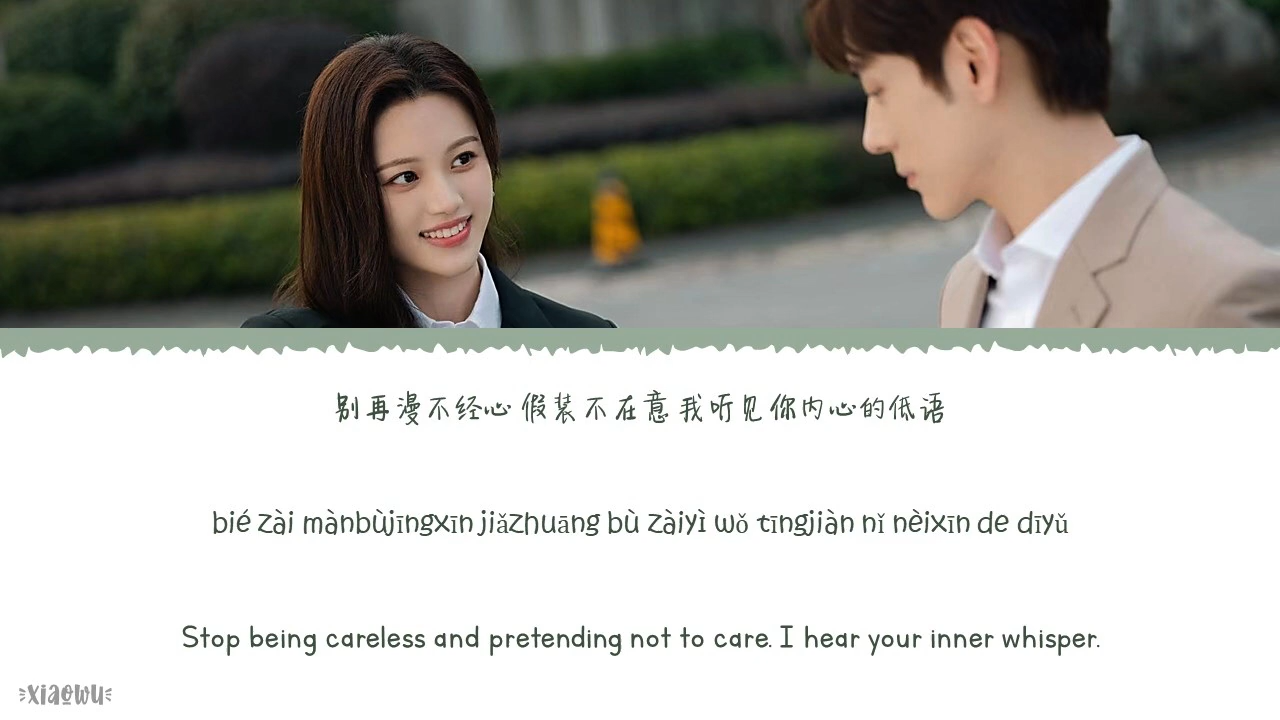 别再漫不经心 假装不在意 我听见你内心的低语
bié zài mànbùjīngxīn jiǎzhuāng bù zàiyì wǒ tīngjiàn nǐ nèixīn de dīyǔ
Stop being careless and pretending not to care. I hear your inner whisper.
xiaowu